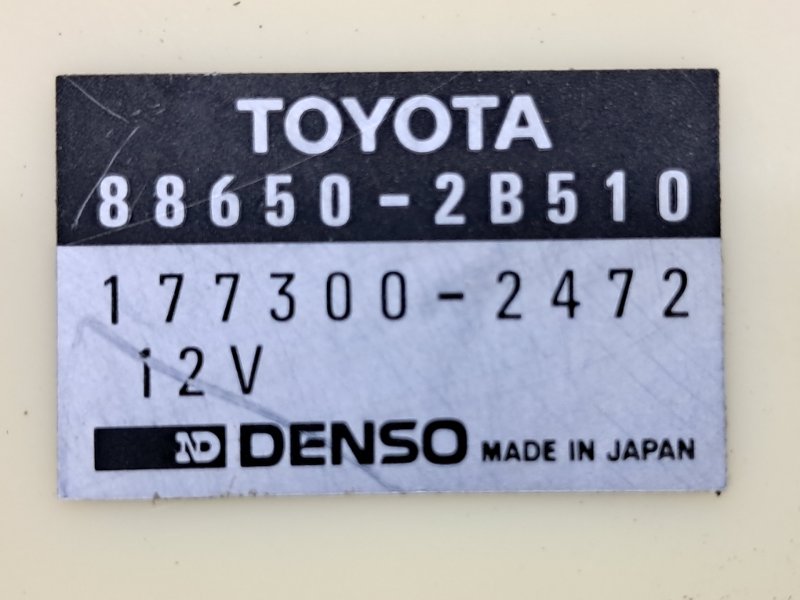 TOYOTA
88650-2B510
177300-2472
12V
ND DENSO MADE IN JAPAN